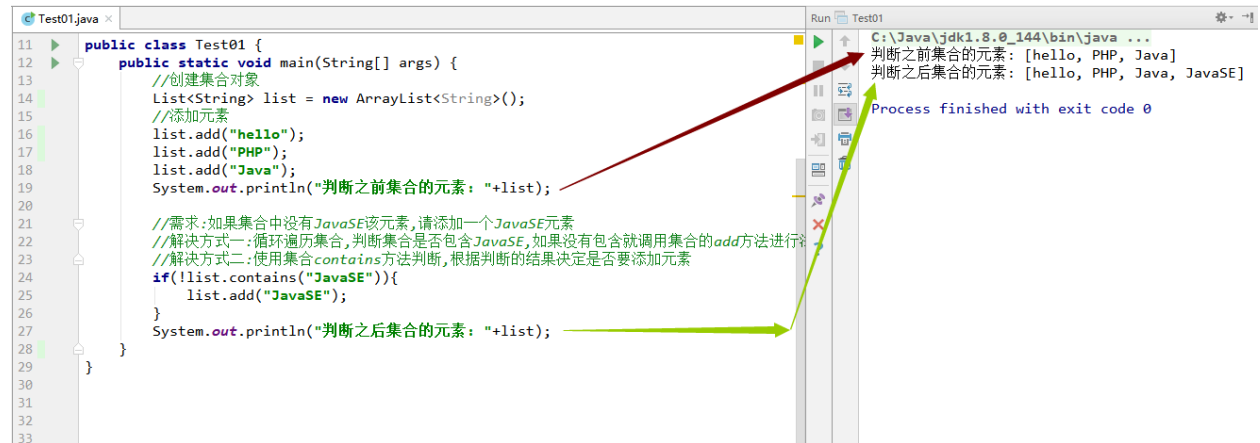 Test01.java
Run Test01
11 public class Test01 {
12 public static void main(String[] args) {
13 //创建集合对象
14 List<String> list = new ArrayList<String>();
15 //添加元素
16 list.add("hello");
17 list.add("PHP");
18 list.add("Java");
19 System.out.println("判断之前集合的元素: "+list);
20
21 //需求:如果集合中没有JavaSE该元素,请添加一个JavaSE元素
22 //解决方式一:循环遍历集合,判断集合是否包含JavaSE,如果没有包含就调用集合的add方法进行
23 //解决方式二:使用集合contains方法判断,根据判断的结果决定是否要添加元素
24 if(!list.contains("JavaSE")){
25 list.add("JavaSE");
26 }
27 System.out.println("判断之后集合的元素: "+list);
28 }
29 }
30
31
32
33
C:\Java\jdk1.8.0_144\bin\java ...
判断之前集合的元素: [hello, PHP, Java]
判断之后集合的元素: [hello, PHP, Java, JavaSE]
Process finished with exit code 0